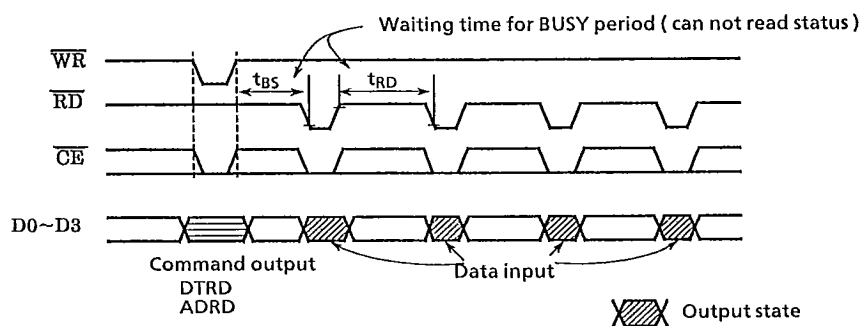 Waiting time for BUSY period ( can not read status )
WR
tBS
tRD
RD
CE
D0~D3
Command output
DTRD
ADRD
Data input
Output state